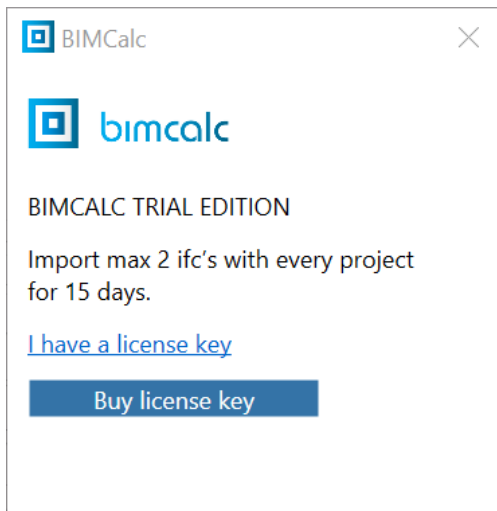 BIMCalc
bimcalc
BIMCALC TRIAL EDITION
Import max 2 ifc's with every project
for 15 days.
I have a license key
Buy license key